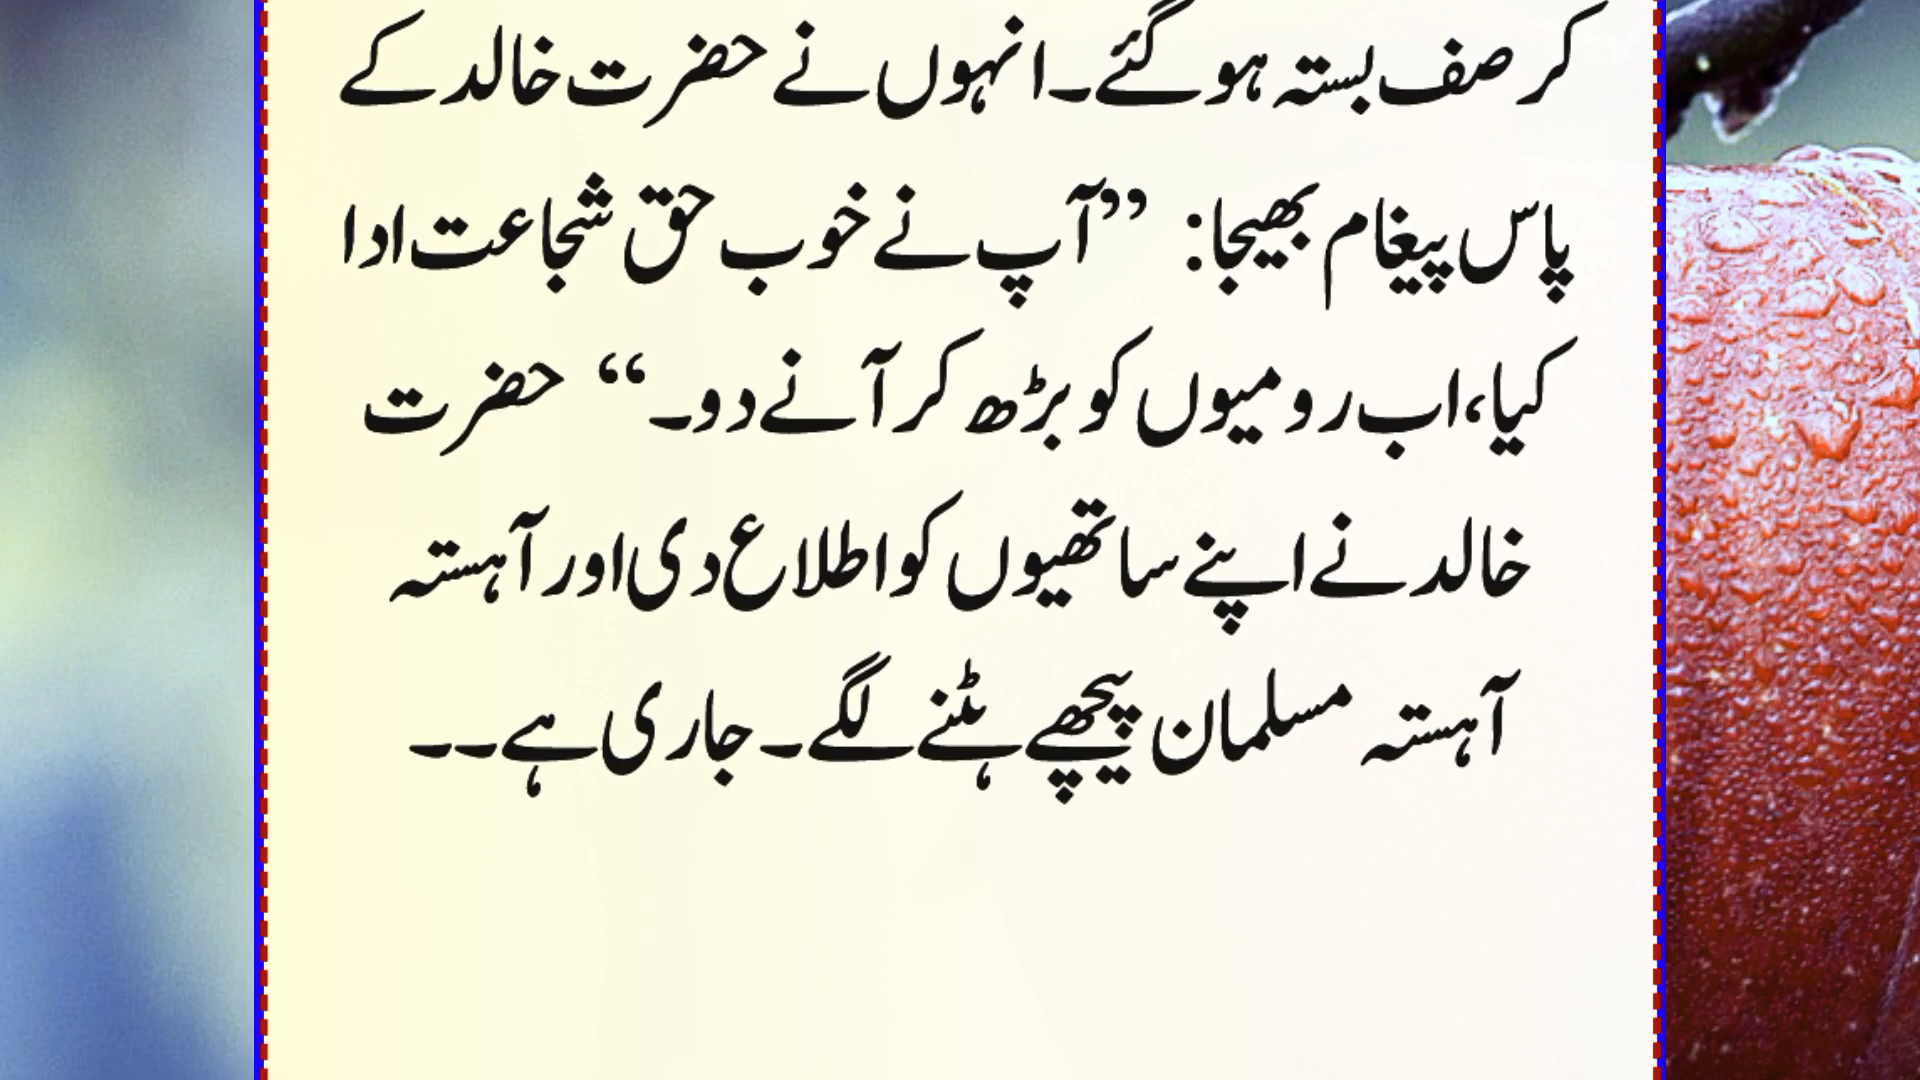 کر صف بستہ ہو گئے۔ انہوں نے حضرت خالد کے
پاس پیغام بھیجا: ”آپ نے خوب حق شجاعت ادا
کیا، اب رومیوں کو بڑھ کر آنے دو۔“ حضرت
خالد نے اپنے ساتھیوں کو اطلاع دی اور آہستہ
آہستہ مسلمان پیچھے ہٹنے لگے۔ جاری ہے۔۔